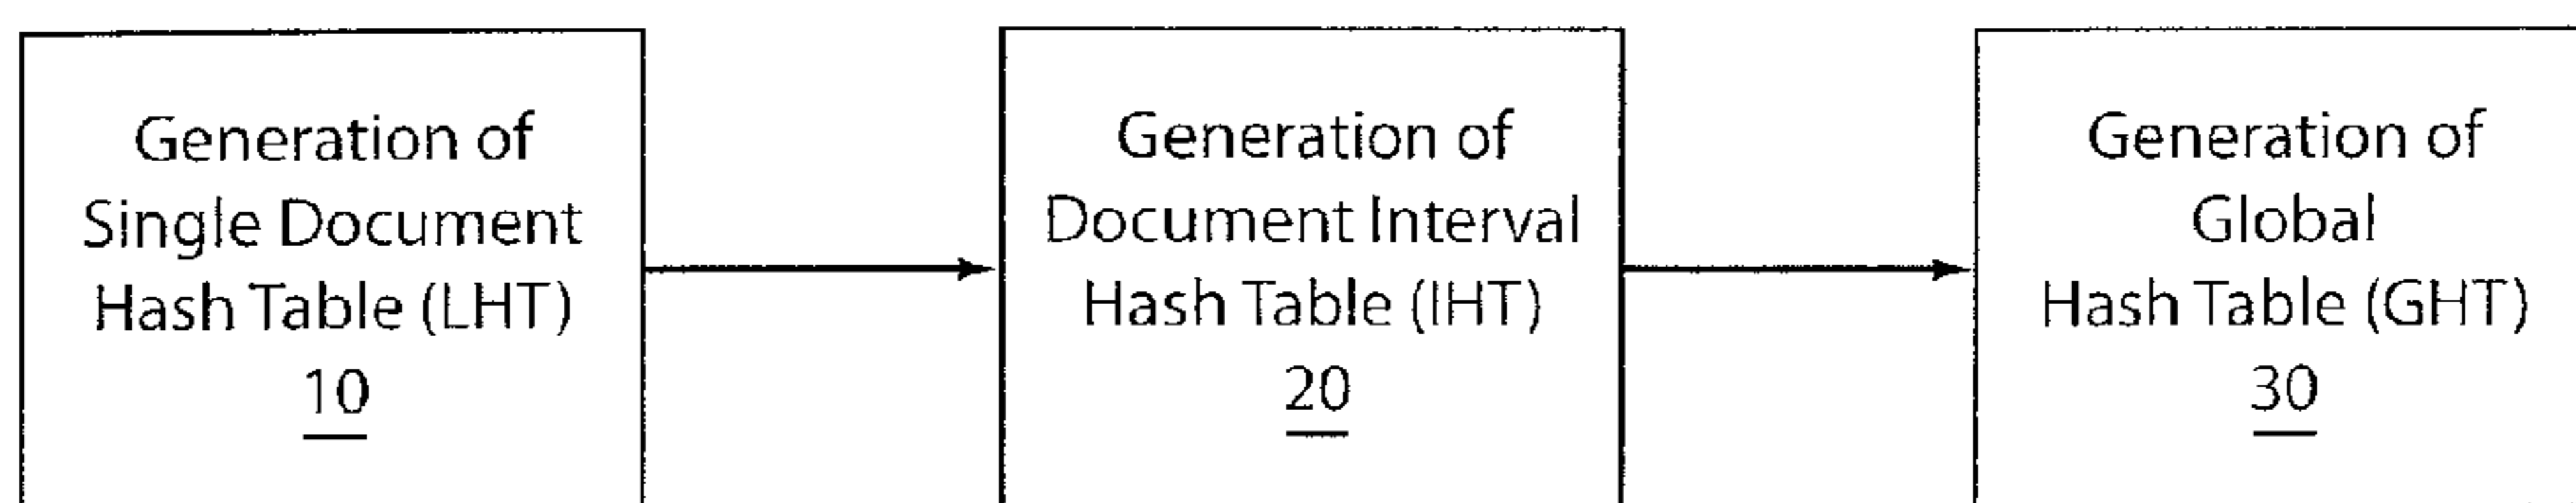 Generation of
Single Document
Hash Table (LHT)
10
Generation of
Document Interval
Hash Table (IHT)
20
Generation of
Global
Hash Table (GHT)
30